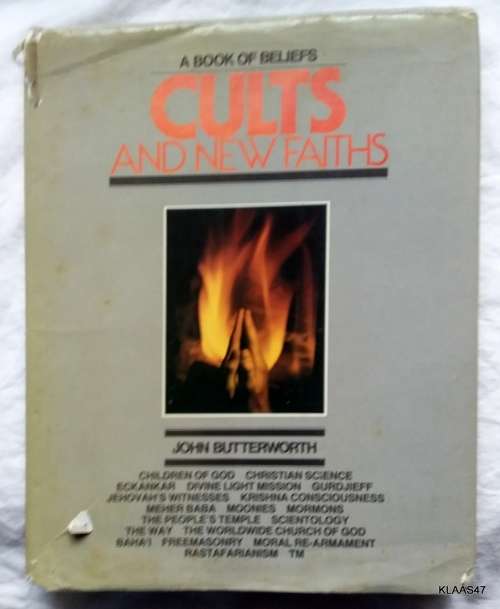 A BOOK OF BELIEFS
CULTS
AND NEW FAITHS
JOHN BUTTERWORTH
CHILDREN OF GOD CHRISTIAN SCIENCE
ECKANKAR DIVINE LIGHT MISSION GURDJIEFF
JEHOVAH'S WITNESSES KRISHNA CONSCIOUSNESS
MEHER BABA MOONIES MORMONS
THE PEOPLE'S TEMPLE SCIENTOLOGY
THE WAY THE WORLDWIDE CHURCH OF GOD
BAHA'I FREEMASONRY MORAL RE-ARMAMENT
RASTAFARIANISM TM
KLAAS47